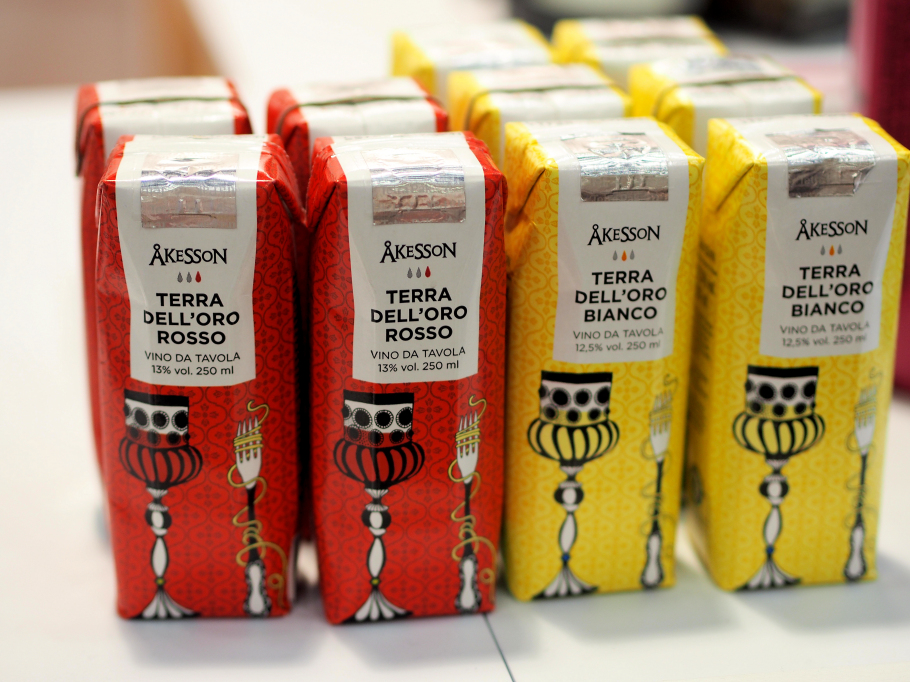 ÅKESSON
TERRA
DELL'ORO
ROSSO
VINO DA TAVOLA
13% vol. 250 ml
ÅKESSON
TERRA
DELL'ORO
ROSSO
VINO DA TAVOLA
13% vol. 250 ml
ÅKESSON
TERRA
DELL'ORO
BIANCO
VINO DA TAVOLA
12,5% vol. 250 ml
ÅKESSON
TERRA
DELL'ORO
BIANCO
VINO DA TAVOLA
12,5% vol. 250 ml